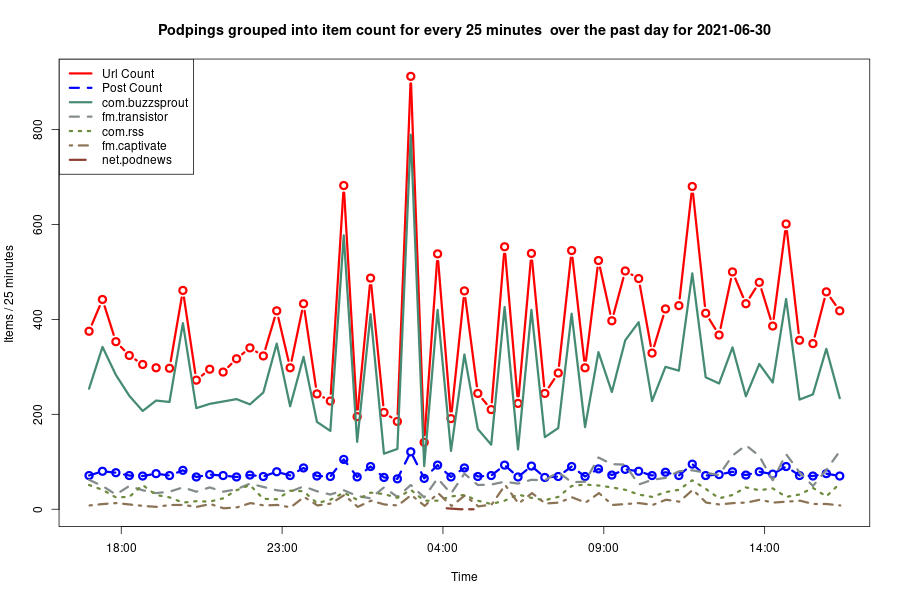 Podpings grouped into item count for every 25 minutes  over the past day for 2021-06-30
Url Count
Post Count
com.buzzsprout
fm.transistor
com.rss
fm.captivate
net.podnews
Items / 25 minutes
800
600
400
200
0
18:00 23:00 04:00 09:00 14:00
Time